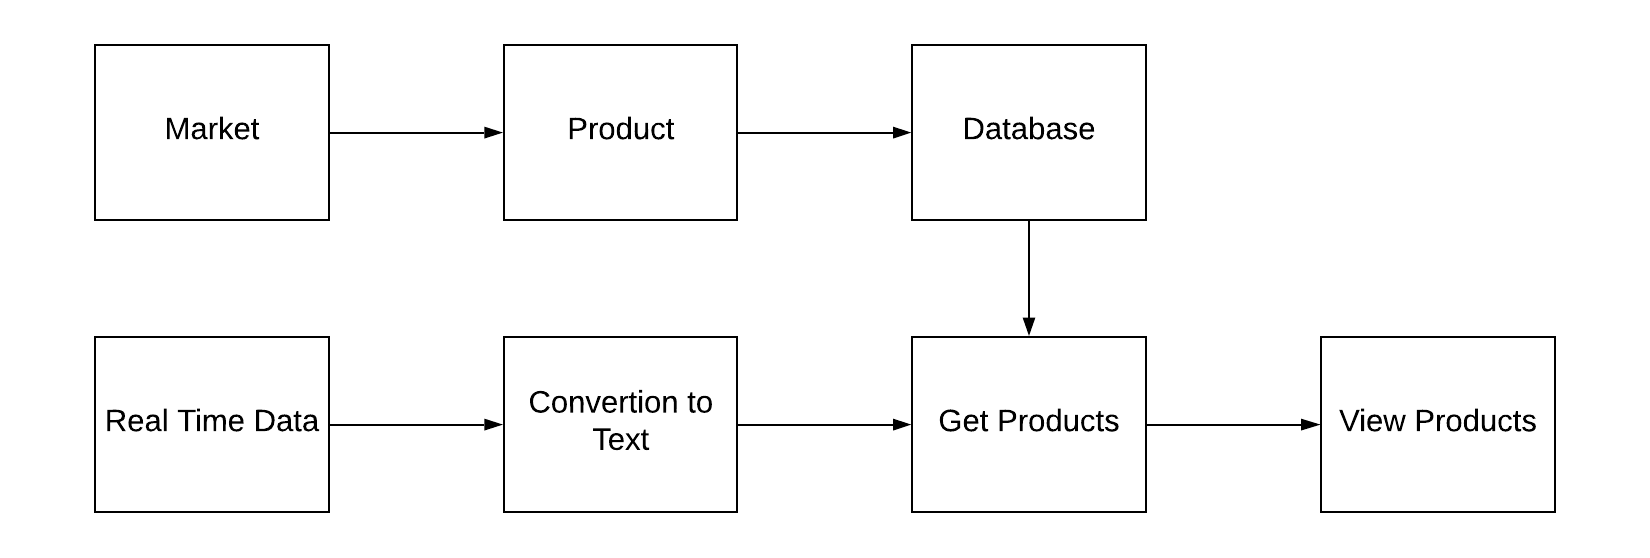 Market
Product
Database
Real Time Data
Convertion to
Text
Get Products
View Products